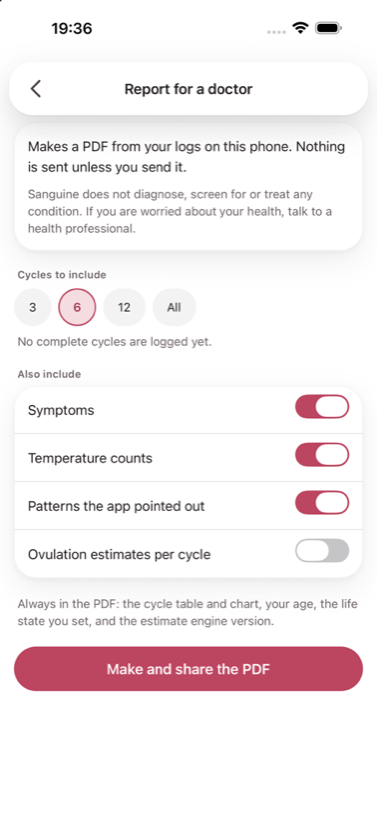 19:36
Report for a doctor
Makes a PDF from your logs on this phone. Nothing
is sent unless you send it.
Sanguine does not diagnose, screen for or treat any
condition. If you are worried about your health, talk to a
health professional.
Cycles to include
3
6
12
All
No complete cycles are logged yet.
Also include
Symptoms
Temperature counts
Patterns the app pointed out
Ovulation estimates per cycle
Always in the PDF: the cycle table and chart, your age, the life
state you set, and the estimate engine version.
Make and share the PDF